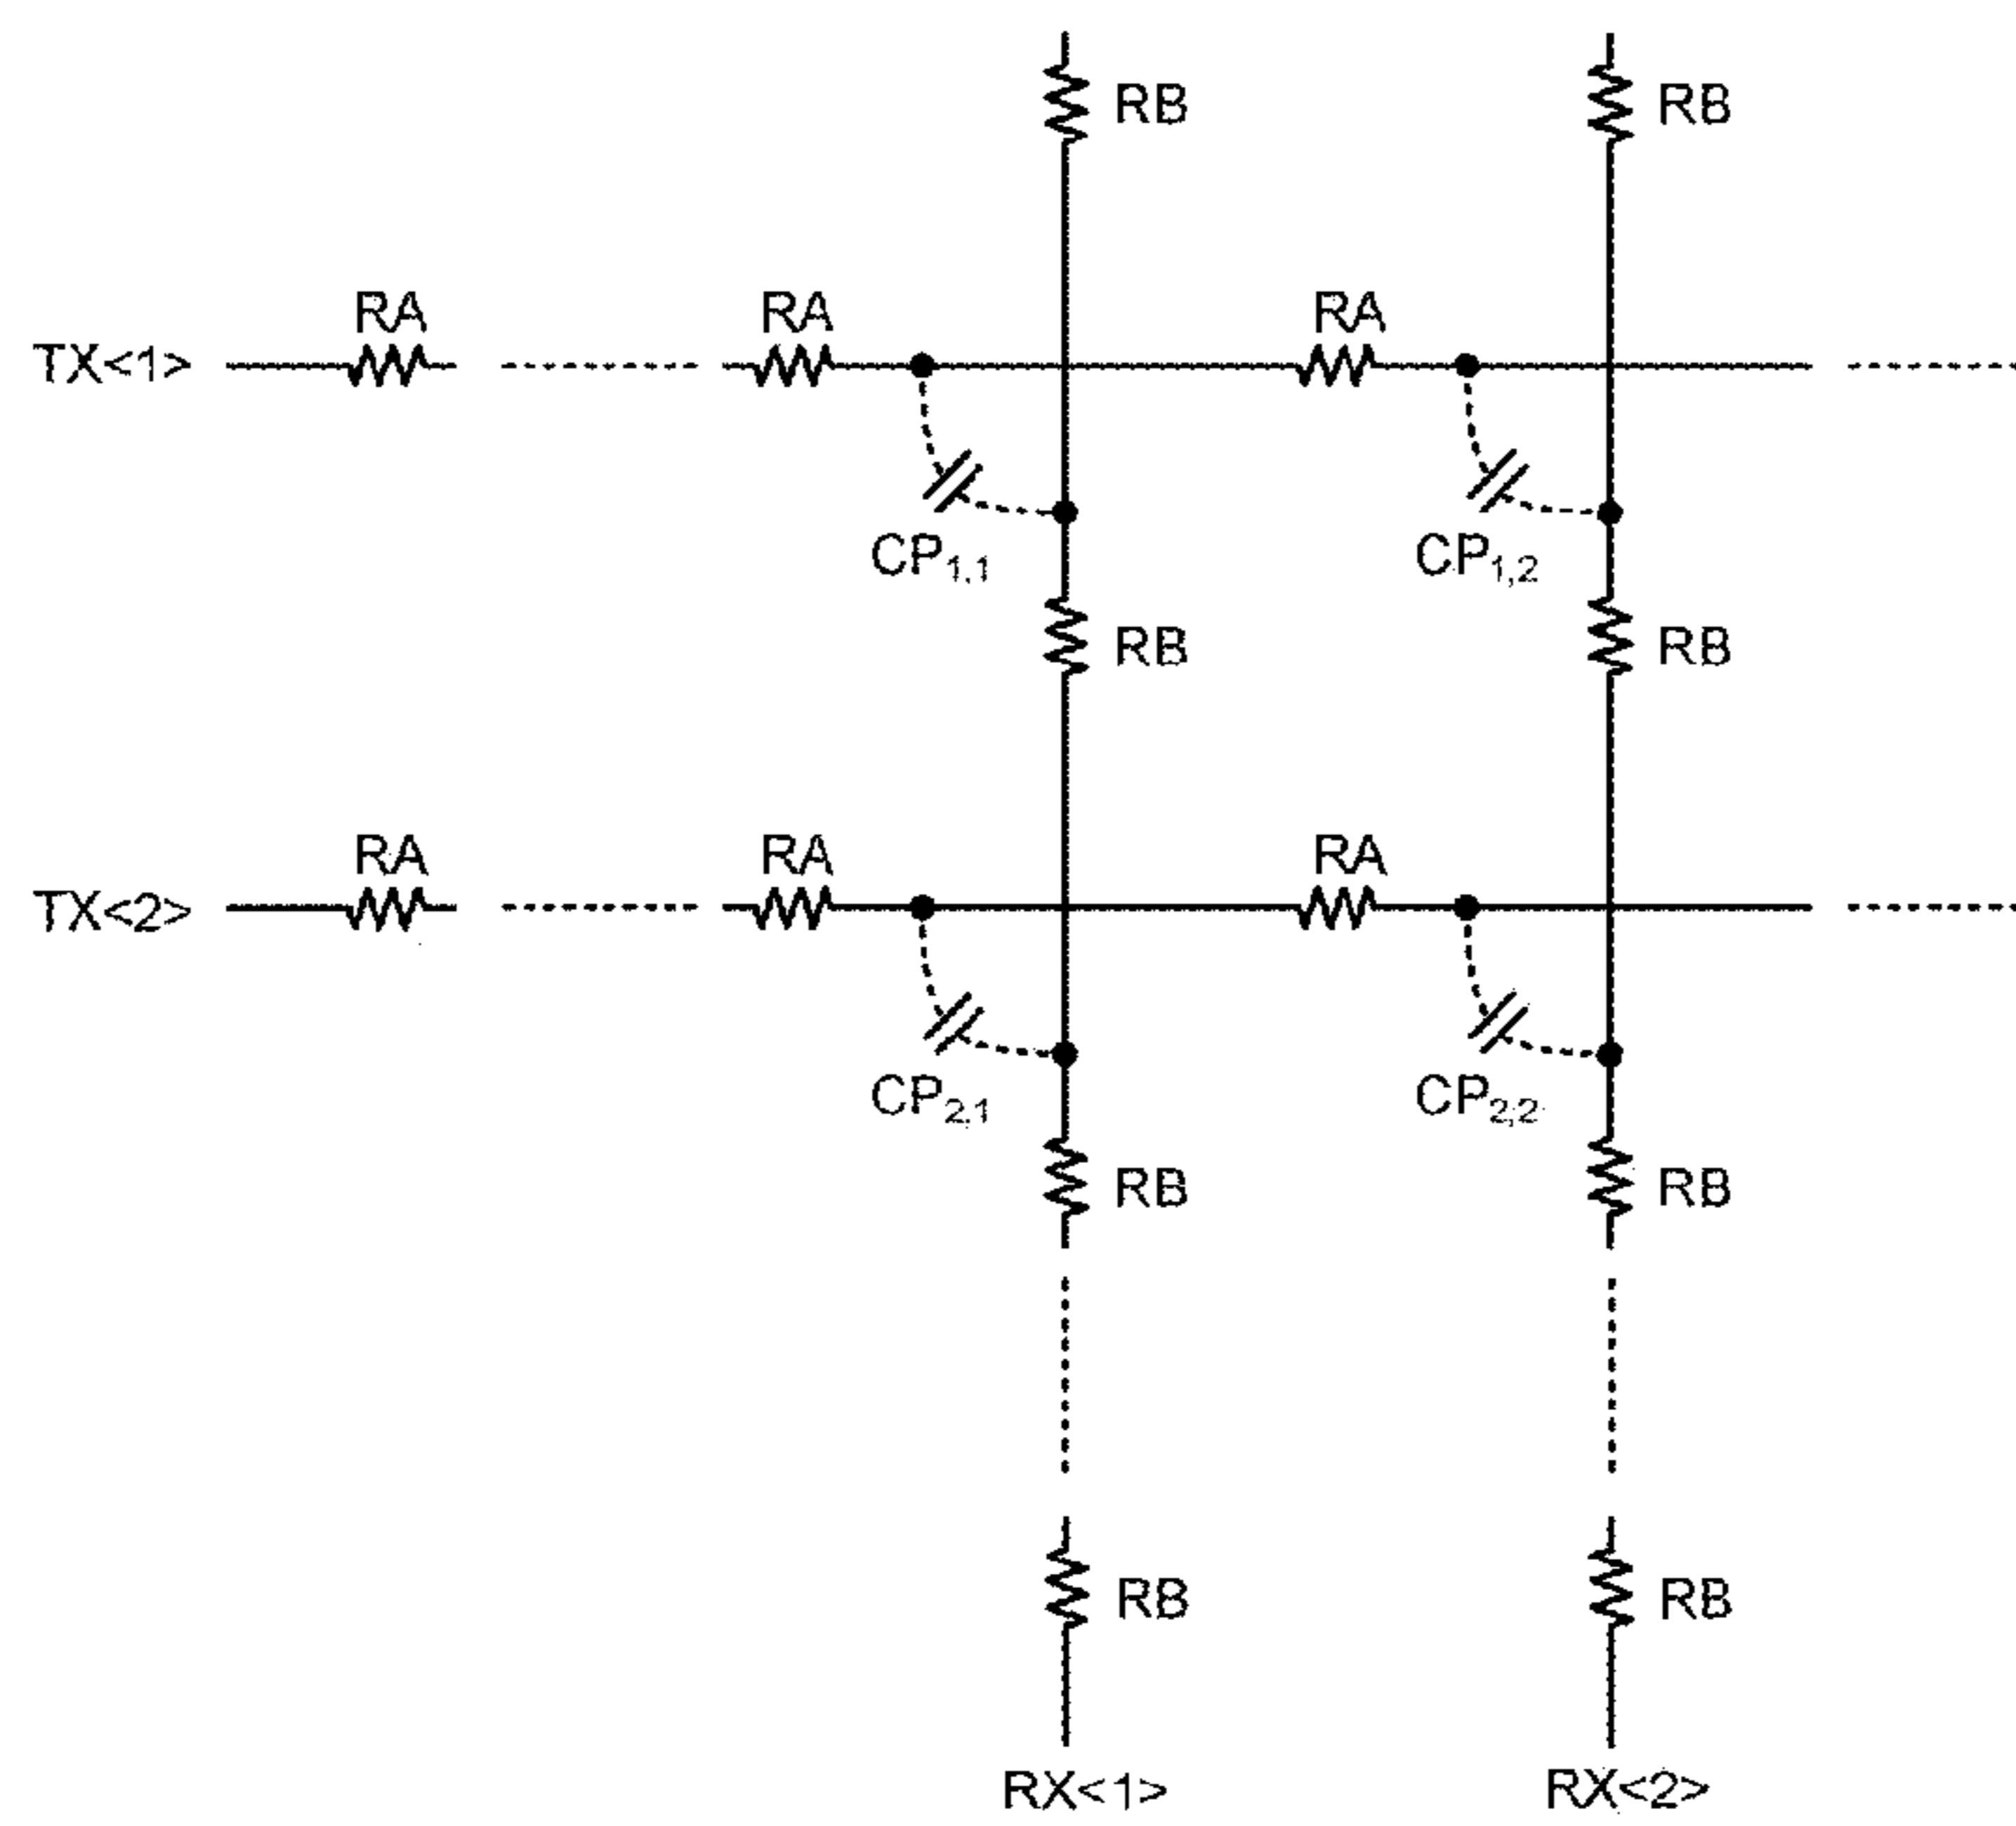 RB RB
RA RA RA
TX<1>
CP1,1 CP1,2
RB RB
RA RA RA
TX<2>
CP2,1 CP2,2
RB RB
RB RB
RX<1> RX<2>